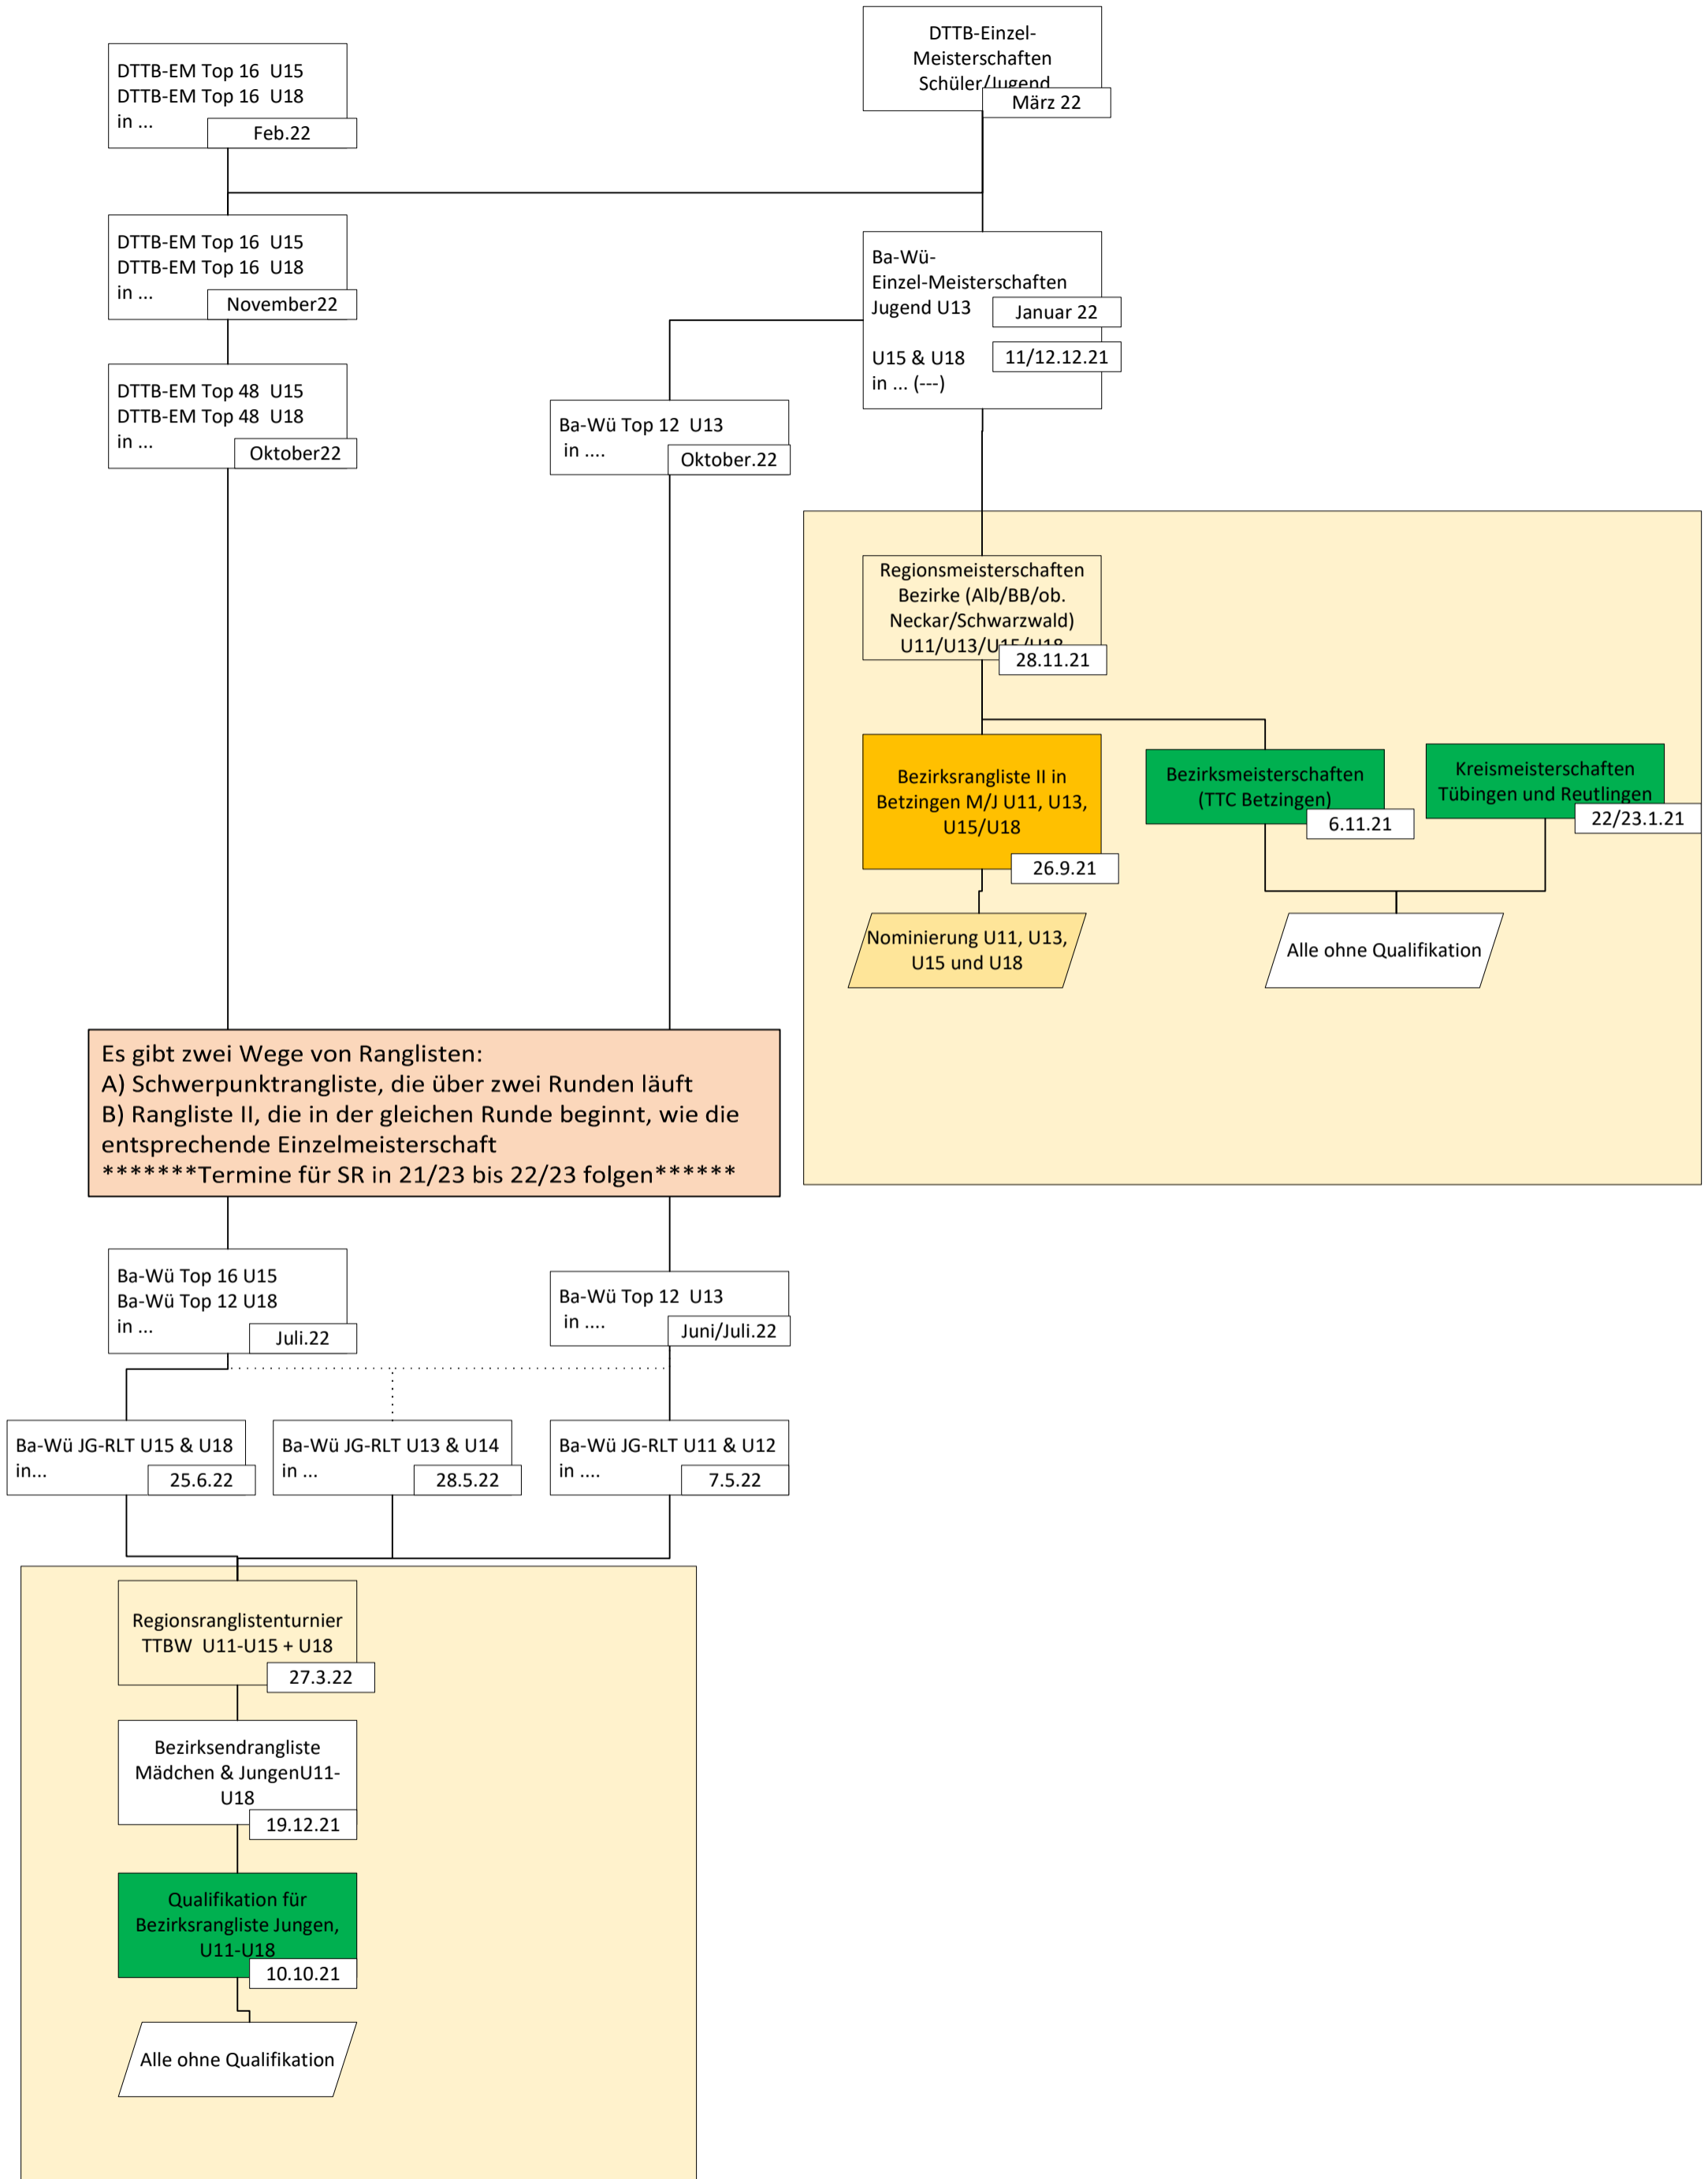 DTTB-Einzel-
Meisterschaften
Schüler/Jugend
März 22
DTTB-EM Top 16  U15
DTTB-EM Top 16  U18
in ...
Feb.22
DTTB-EM Top 16  U15
DTTB-EM Top 16  U18
in ...
November22
Ba-Wü-
Einzel-Meisterschaften
Jugend U13
Januar 22
U15 & U18
11/12.12.21
in ... (---)
DTTB-EM Top 48  U15
DTTB-EM Top 48  U18
in ...
Oktober22
Ba-Wü Top 12  U13
in ....
Oktober.22
Regionsmeisterschaften
Bezirke (Alb/BB/ob.
Neckar/Schwarzwald)
U11/U13/U15/U18
28.11.21
Bezirksrangliste II in
Betzingen M/J U11, U13,
U15/U18
26.9.21
Bezirksmeisterschaften
(TTC Betzingen)
6.11.21
Kreismeisterschaften
Tübingen und Reutlingen
22/23.1.21
Nominierung U11, U13,
U15 und U18
Alle ohne Qualifikation
Es gibt zwei Wege von Ranglisten:
A) Schwerpunktrangliste, die über zwei Runden läuft
B) Rangliste II, die in der gleichen Runde beginnt, wie die
entsprechende Einzelmeisterschaft
*******Termine für SR in 21/23 bis 22/23 folgen******
Ba-Wü Top 16 U15
Ba-Wü Top 12 U18
in ...
Juli.22
Ba-Wü Top 12  U13
in ....
Juni/Juli.22
Ba-Wü JG-RLT U15 & U18
in...
25.6.22
Ba-Wü JG-RLT U13 & U14
in ...
28.5.22
Ba-Wü JG-RLT U11 & U12
in ....
7.5.22
Regionsranglistenturnier
TTBW  U11-U15 + U18
27.3.22
Bezirksendrangliste
Mädchen & JungenU11-
U18
19.12.21
Qualifikation für
Bezirksrangliste Jungen,
U11-U18
10.10.21
Alle ohne Qualifikation